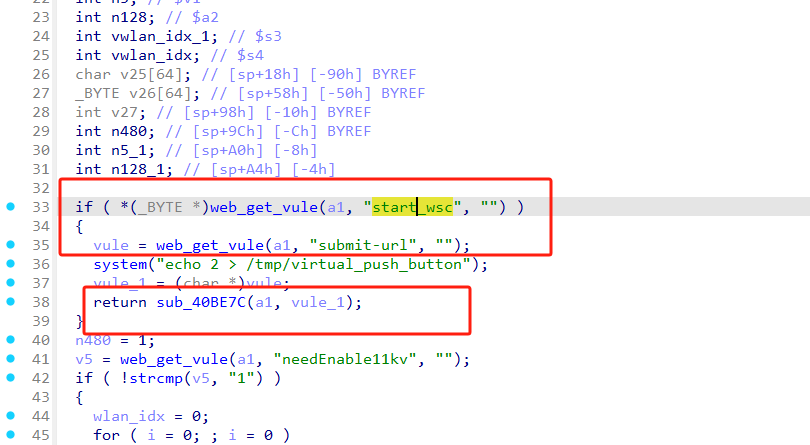 23 int n128; // $a2
24 int vwlan_idx_1; // $s3
25 int vwlan_idx; // $s4
26 char v25[64]; // [sp+18h] [-90h] BYREF
27 _BYTE v26[64]; // [sp+58h] [-50h] BYREF
28 int v27; // [sp+98h] [-10h] BYREF
29 int n480; // [sp+9Ch] [-Ch] BYREF
30 int n5_1; // [sp+A0h] [-8h]
31 int n128_1; // [sp+A4h] [-4h]
32
33 if ( *(_BYTE *)web_get_vule(a1, "start_wsc", "") )
34 {
35 vule = web_get_vule(a1, "submit-url", "");
36 system("echo 2 > /tmp/virtual_push_button");
37 vule_1 = (char *)vule;
38 return sub_40BE7C(a1, vule_1);
39 }
40 n480 = 1;
41 v5 = web_get_vule(a1, "needEnable11kv", "");
42 if ( !strcmp(v5, "1") )
43 {
44 wlan_idx = 0;
45 for ( i = 0; ; i = 0 )